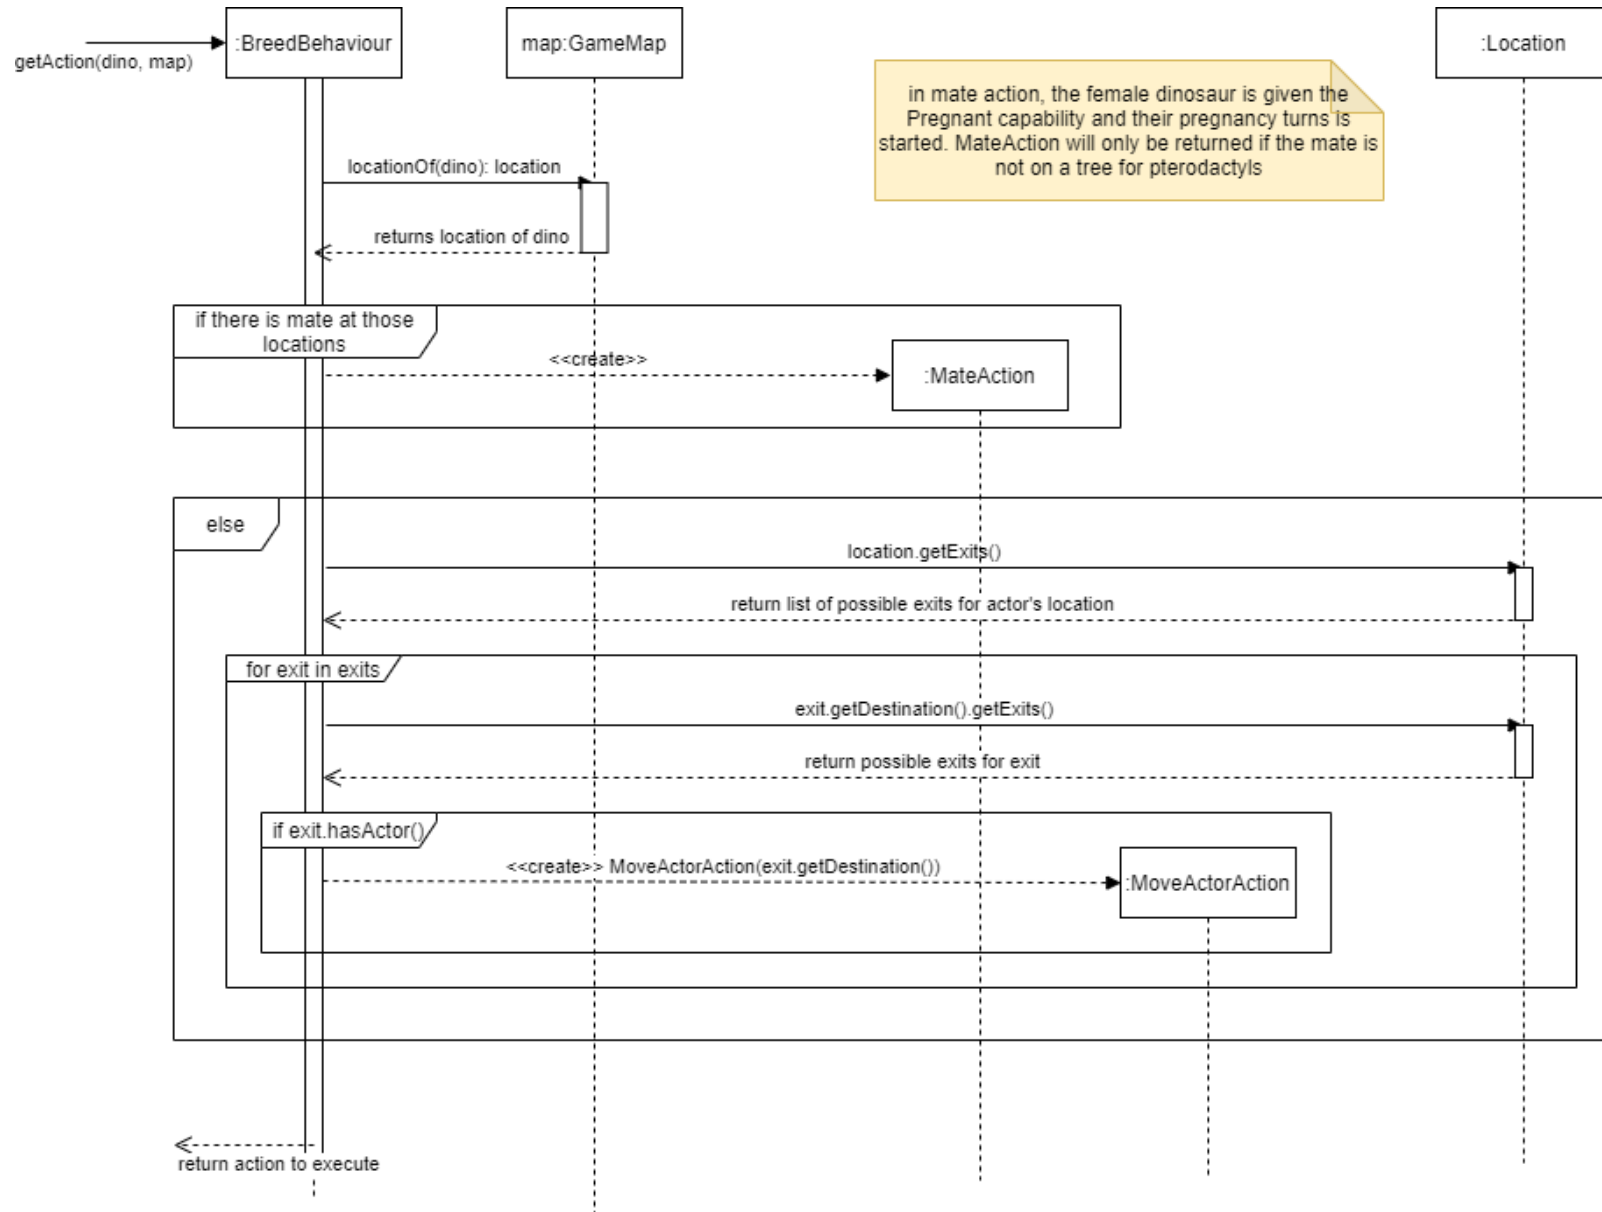 :BreedBehaviour
map:GameMap
:Location
getAction(dino, map)
in mate action, the female dinosaur is given the
Pregnant capability and their pregnancy turns is
started. MateAction will only be returned if the mate is
not on a tree for pterodactyls
locationOf(dino): location
returns location of dino
if there is mate at those
locations
<<create>>
:MateAction
else
location.getExits()
return list of possible exits for actor's location
for exit in exits
exit.getDestination().getExits()
return possible exits for exit
if exit.hasActor()
<<create>> MoveActorAction(exit.getDestination())
:MoveActorAction
return action to execute